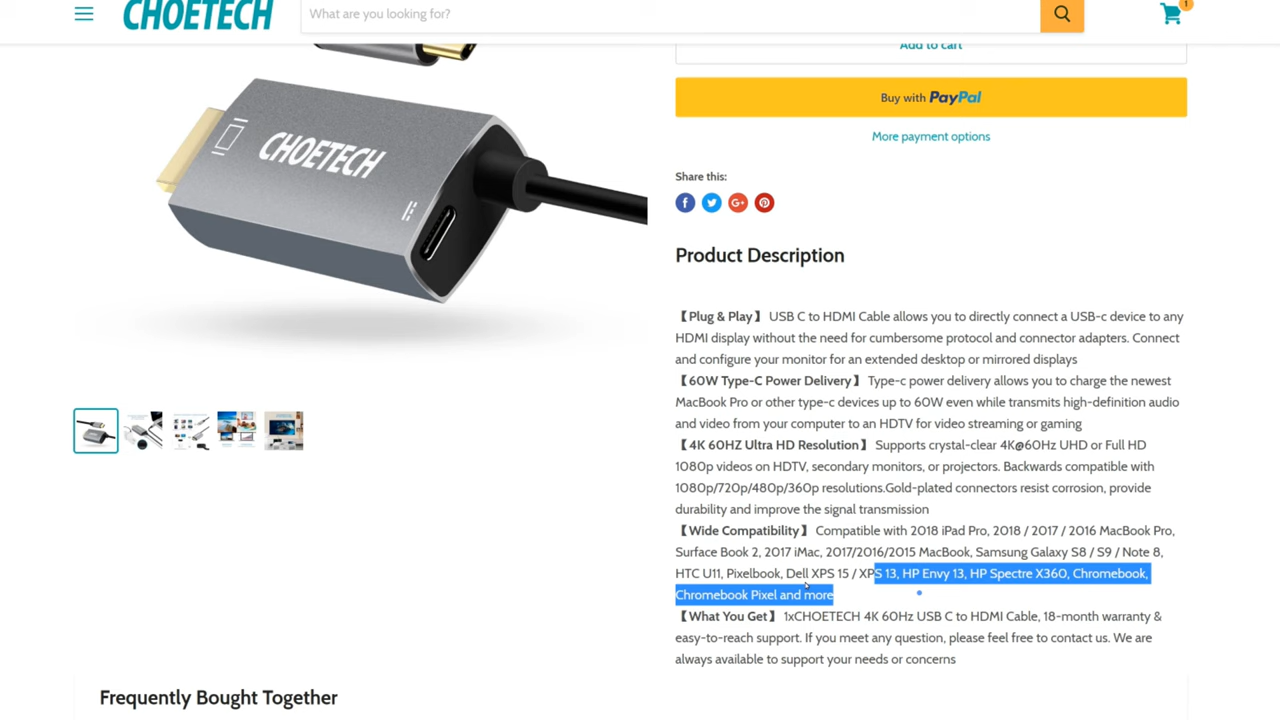 CHOETECH
What are you looking for?
1
Add to cart
Buy with PayPal
More payment options
CHOETECH
Share this:
Product Description
【Plug & Play】 USB C to HDMI Cable allows you to directly connect a USB-c device to any
HDMI display without the need for cumbersome protocol and connector adapters. Connect
and configure your monitor for an extended desktop or mirrored displays
【60W Type-C Power Delivery】 Type-c power delivery allows you to charge the newest
MacBook Pro or other type-c devices up to 60W even while transmits high-definition audio
and video from your computer to an HDTV for video streaming or gaming
【4K 60HZ Ultra HD Resolution】 Supports crystal-clear 4K@60Hz UHD or Full HD
1080p videos on HDTV, secondary monitors, or projectors. Backwards compatible with
1080p/720p/480p/360p resolutions.Gold-plated connectors resist corrosion, provide
durability and improve the signal transmission
【Wide Compatibility】 Compatible with 2018 iPad Pro, 2018 / 2017 / 2016 MacBook Pro,
Surface Book 2, 2017 iMac, 2017/2016/2015 MacBook, Samsung Galaxy S8 / S9 / Note 8,
HTC U11, Pixelbook, Dell XPS 15 / XPS 13, HP Envy 13, HP Spectre X360, Chromebook,
Chromebook Pixel and more
【What You Get】 1xCHOETECH 4K 60Hz USB C to HDMI Cable, 18-month warranty &
easy-to-reach support. If you meet any question, please feel free to contact us. We are
always available to support your needs or concerns
Frequently Bought Together